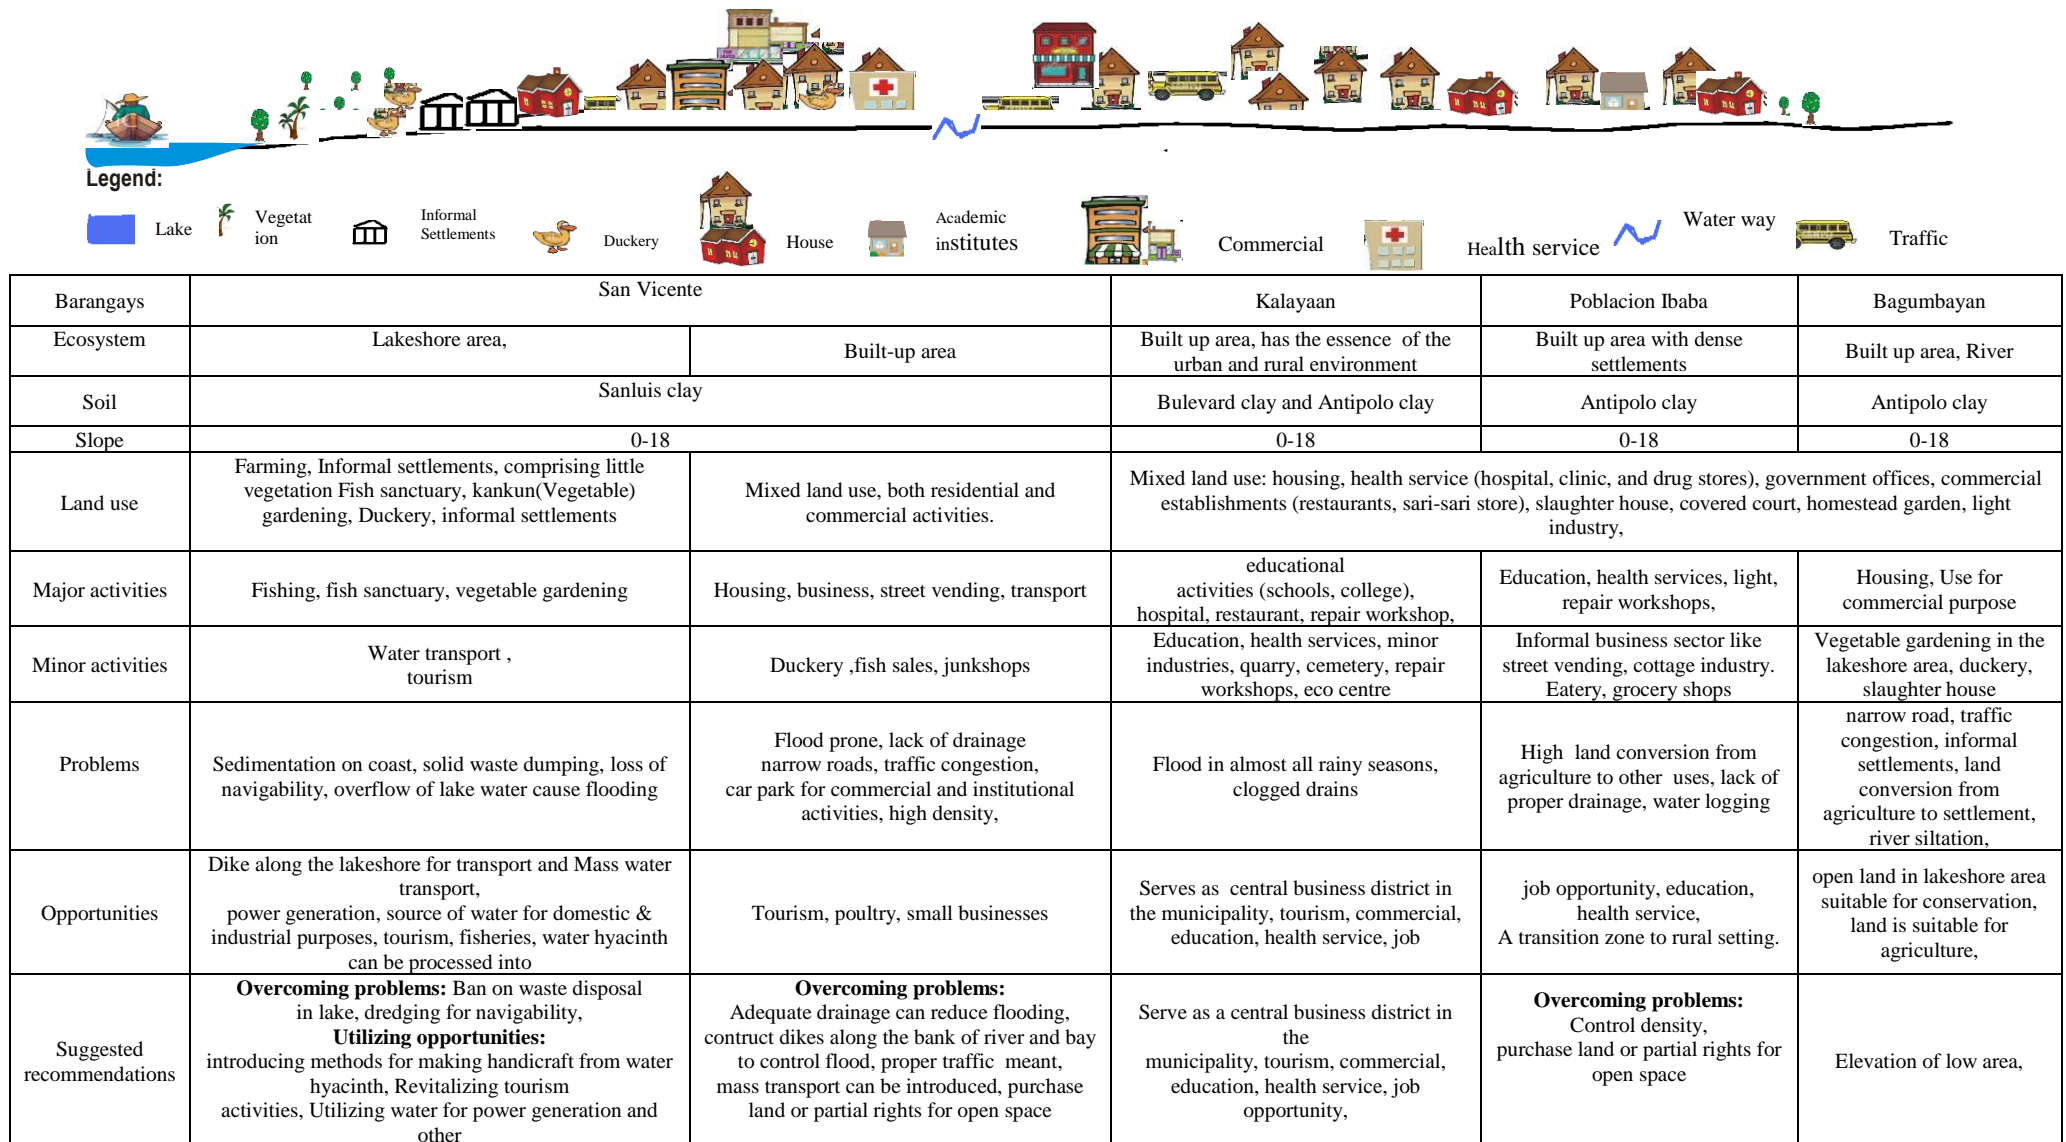 Legend:
Lake
Vegetat
ion
Informal
Settlements
Duckery
House
Academic
institutes
Commercial
Health service
Water way
Traffic
Barangays
San Vicente
Kalayaan
Poblacion Ibaba
Bagumbayan
Ecosystem
Lakeshore area,
Built-up area
Built up area, has the essence of the
urban and rural environment
Built up area with dense
settlements
Built up area, River
Soil
Sanluis clay
Bulevard clay and Antipolo clay
Antipolo clay
Antipolo clay
Slope
0-18
0-18
0-18
0-18
Land use
Farming, Informal settlements, comprising little
vegetation Fish sanctuary, kankun(Vegetable)
gardening, Duckery, informal settlements
Mixed land use, both residential and
commercial activities.
Mixed land use: housing, health service (hospital, clinic, and drug stores), government offices, commercial
establishments (restaurants, sari-sari store), slaughter house, covered court, homestead garden, light
industry,
Major activities
Fishing, fish sanctuary, vegetable gardening
Housing, business, street vending, transport
educational
activities (schools, college),
hospital, restaurant, repair workshop,
Education, health services, light,
repair workshops,
Housing, Use for
commercial purpose
Minor activities
Water transport ,
tourism
Duckery ,fish sales, junkshops
Education, health services, minor
industries, quarry, cemetery, repair
workshops, eco centre
Informal business sector like
street vending, cottage industry.
Eatery, grocery shops
Vegetable gardening in the
lakeshore area, duckery,
slaughter house
Problems
Sedimentation on coast, solid waste dumping, loss of
navigability, overflow of lake water cause flooding
Flood prone, lack of drainage
narrow roads, traffic congestion,
car park for commercial and institutional
activities, high density,
Flood in almost all rainy seasons,
clogged drains
High land conversion from
agriculture to other uses, lack of
proper drainage, water logging
narrow road, traffic
congestion, informal
settlements, land
conversion from
agriculture to settlement,
river siltation,
Opportunities
Dike along the lakeshore for transport and Mass water
transport,
power generation, source of water for domestic &
industrial purposes, tourism, fisheries, water hyacinth
can be processed into
Tourism, poultry, small businesses
Serves as central business district in
the municipality, tourism, commercial,
education, health service, job
job opportunity, education,
health service,
A transition zone to rural setting.
open land in lakeshore area
suitable for conservation,
land is suitable for
agriculture,
Suggested
recommendations
Overcoming problems: Ban on waste disposal
in lake, dredging for navigability,
Utilizing opportunities:
introducing methods for making handicraft from water
hyacinth, Revitalizing tourism
activities, Utilizing water for power generation and
other
Overcoming problems:
Adequate drainage can reduce flooding,
contruct dikes along the bank of river and bay
to control flood, proper traffic meant,
mass transport can be introduced, purchase
land or partial rights for open space
Serve as a central business district in
the
municipality, tourism, commercial,
education, health service, job
opportunity,
Overcoming problems:
Control density,
purchase land or partial rights for
open space
Elevation of low area,